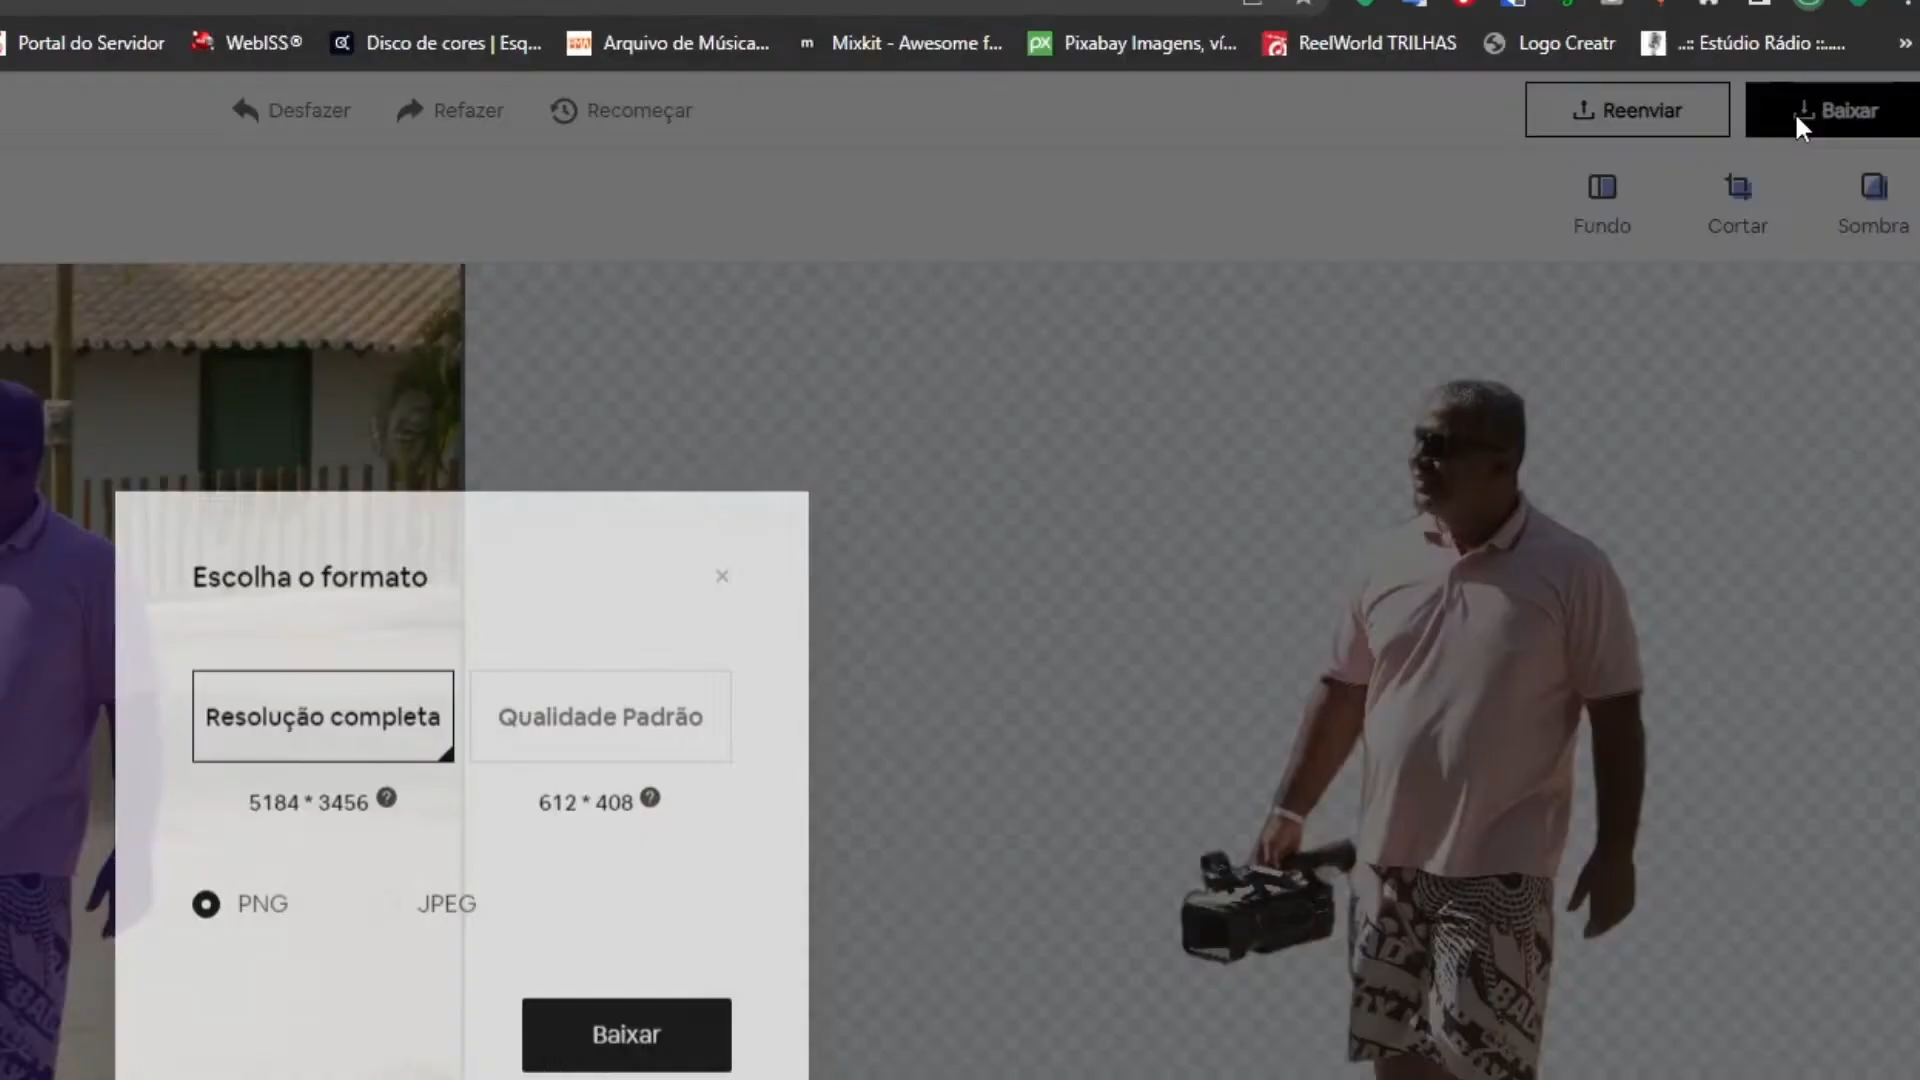 Portal do Servidor
WebISS®
Disco de cores | Esq...
Arquivo de Música...
m Mixkit - Awesome f...
px Pixabay Imagens, ví...
ReelWorld TRILHAS
Logo Creatr
..:: Estúdio Rádio ::.....
»
Desfazer
Refazer
Recomeçar
Reenviar
Baixar
Fundo
Cortar
Sombra
Escolha o formato
×
Resolução completa
Qualidade Padrão
5184 * 3456 ?
612 * 408 ?
PNG
JPEG
Baixar